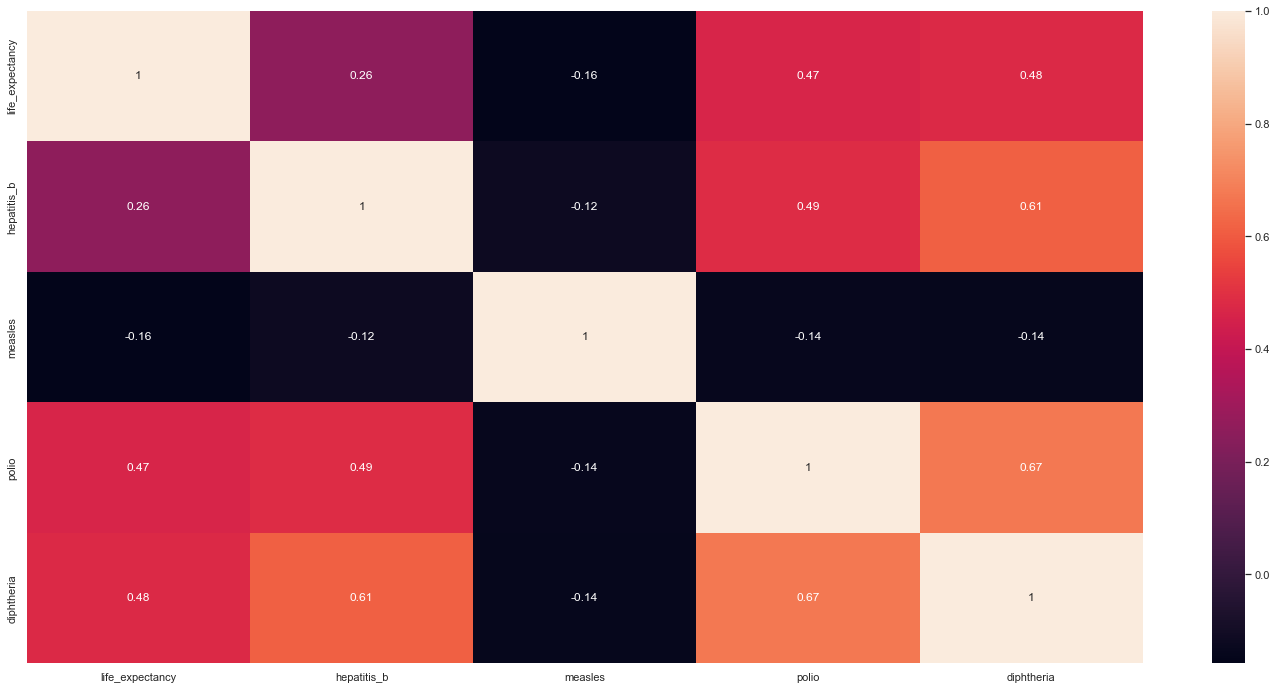 life_expectancy 1 0.26 -0.16 0.47 0.48
hepatitis_b 0.26 1 -0.12 0.49 0.61
measles -0.16 -0.12 1 -0.14 -0.14
polio 0.47 0.49 -0.14 1 0.67
diphtheria 0.48 0.61 -0.14 0.67 1
life_expectancy hepatitis_b measles polio diphtheria
1.0
0.8
0.6
0.4
0.2
0.0